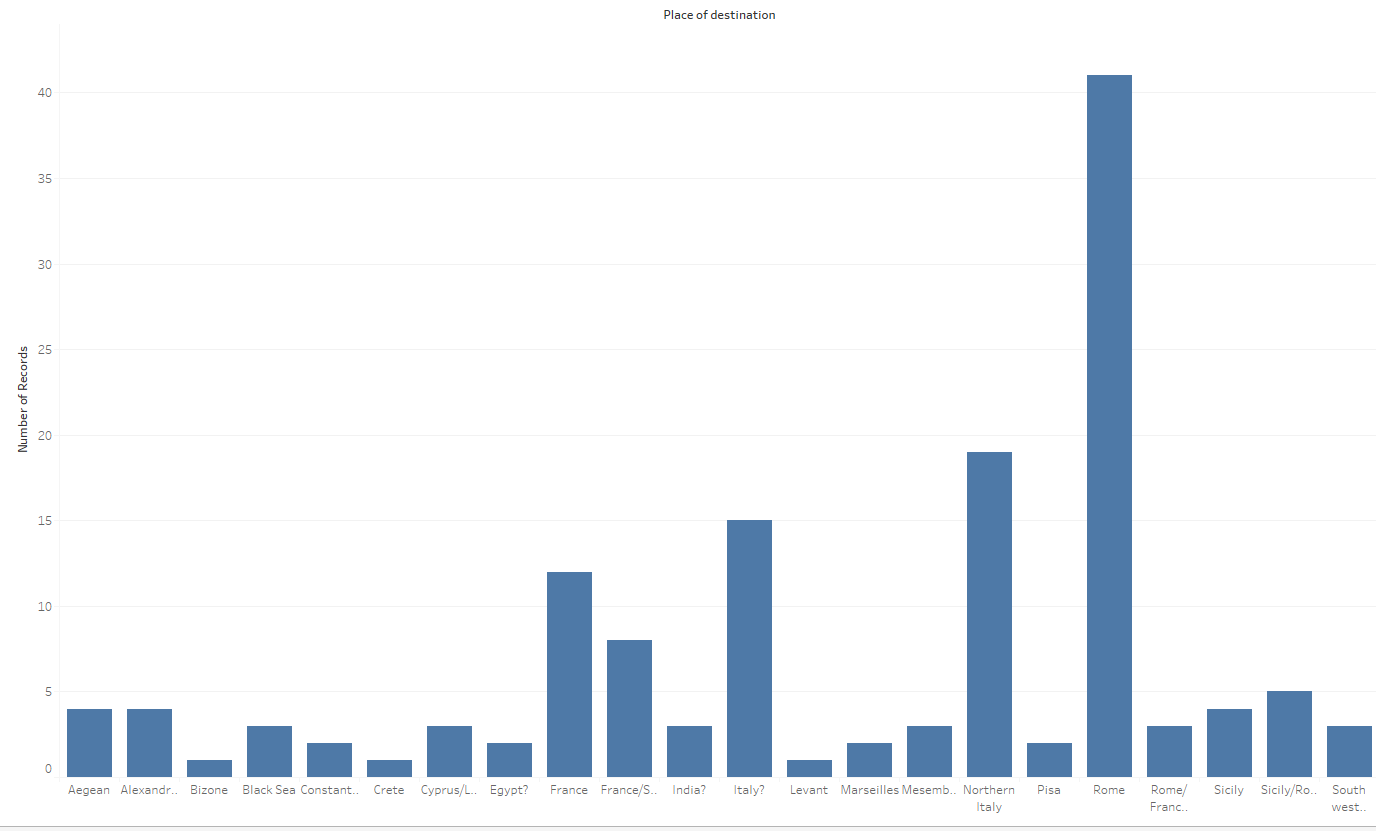 Place of destination
Number of Records
40
35
30
25
20
15
10
5
0
Aegean Alexandr.. Bizone Black Sea Constant.. Crete Cyprus/L.. Egypt? France France/S.. India? Italy? Levant Marseilles Mesemb.. Northern Pisa Rome Rome/ Sicily Sicily/Ro.. South
Italy Franc.. west..